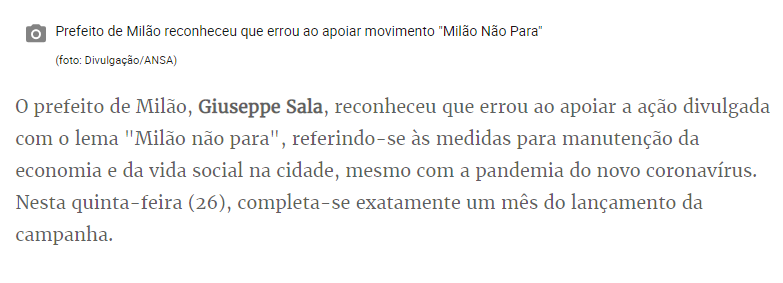 Prefeito de Milão reconheceu que errou ao apoiar movimento "Milão Não Para"
(foto: Divulgação/ANSA)
O prefeito de Milão, Giuseppe Sala, reconheceu que errou ao apoiar a ação divulgada
com o lema "Milão não para", referindo-se às medidas para manutenção da
economia e da vida social na cidade, mesmo com a pandemia do novo coronavírus.
Nesta quinta-feira (26), completa-se exatamente um mês do lançamento da
campanha.